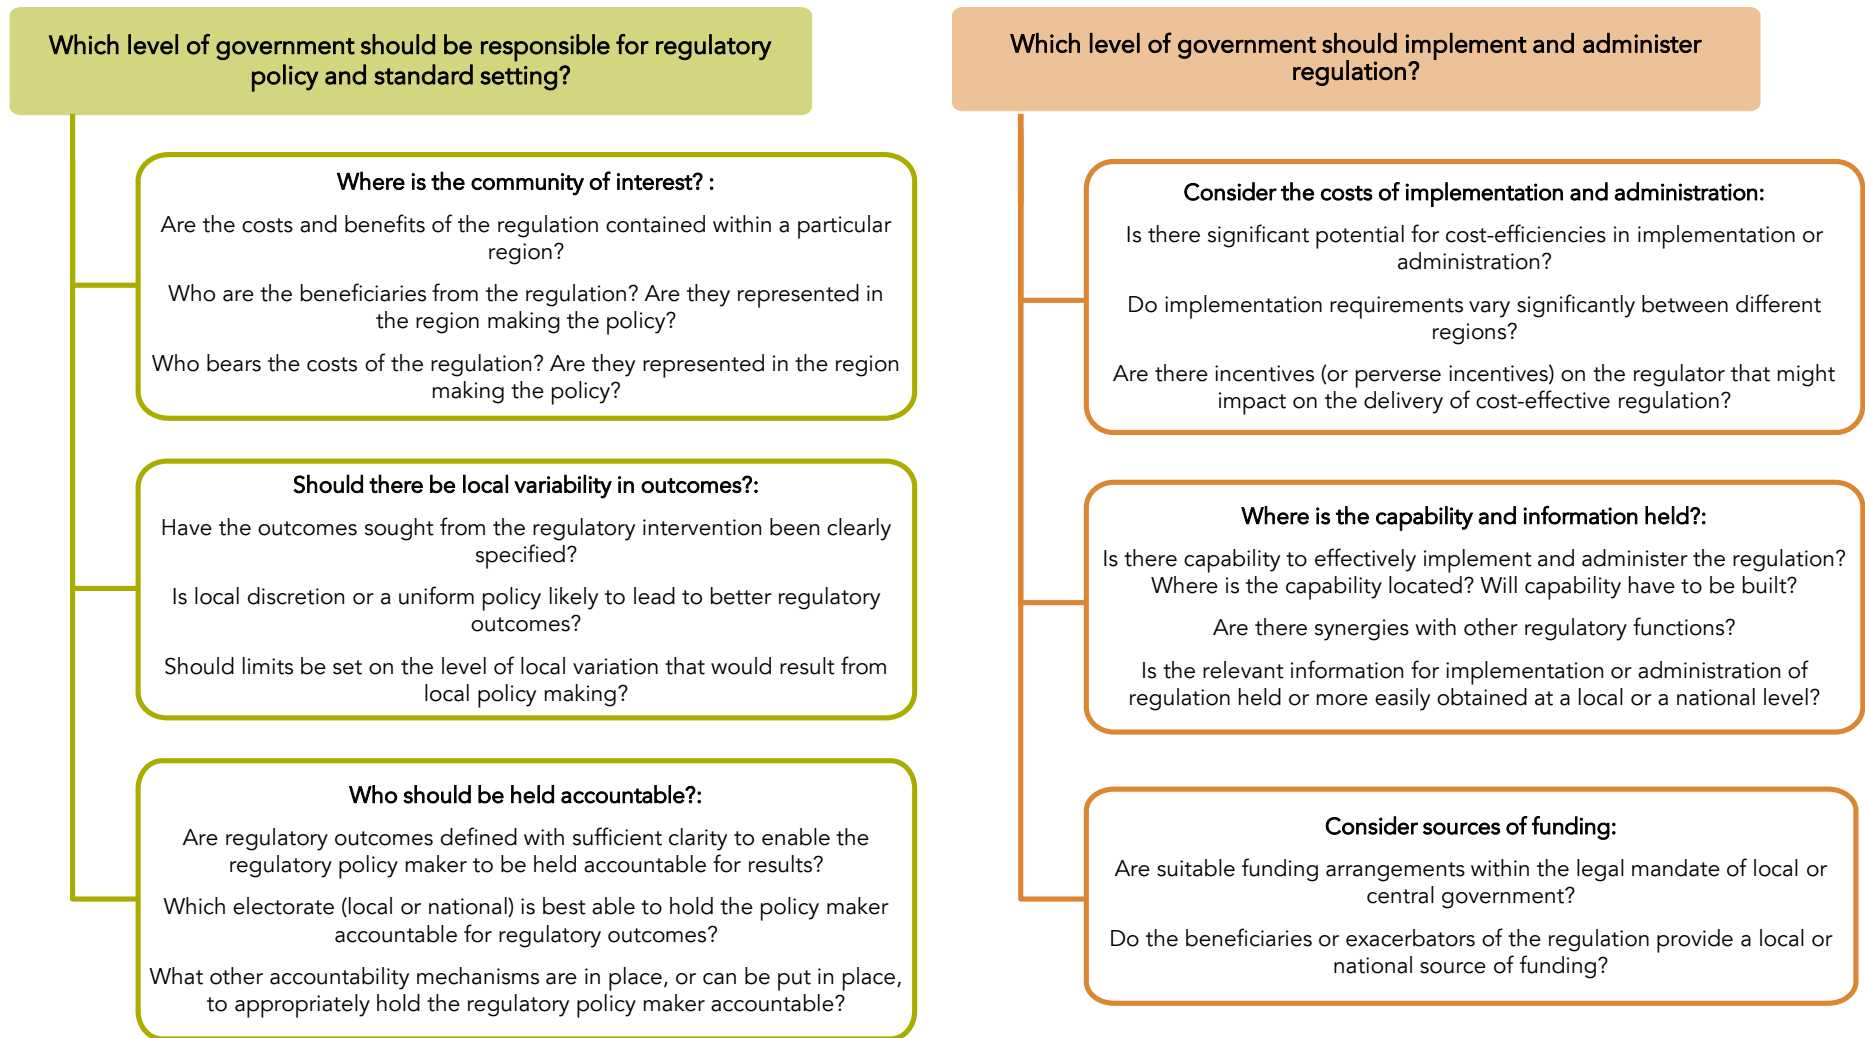 Which level of government should be responsible for regulatory
policy and standard setting?
Where is the community of interest? :
Are the costs and benefits of the regulation contained within a particular
region?
Who are the beneficiaries from the regulation? Are they represented in
the region making the policy?
Who bears the costs of the regulation? Are they represented in the region
making the policy?
Should there be local variability in outcomes?:
Have the outcomes sought from the regulatory intervention been clearly
specified?
Is local discretion or a uniform policy likely to lead to better regulatory
outcomes?
Should limits be set on the level of local variation that would result from
local policy making?
Who should be held accountable?:
Are regulatory outcomes defined with sufficient clarity to enable the
regulatory policy maker to be held accountable for results?
Which electorate (local or national) is best able to hold the policy maker
accountable for regulatory outcomes?
What other accountability mechanisms are in place, or can be put in place,
to appropriately hold the regulatory policy maker accountable?
Which level of government should implement and administer
regulation?
Consider the costs of implementation and administration:
Is there significant potential for cost-efficiencies in implementation or
administration?
Do implementation requirements vary significantly between different
regions?
Are there incentives (or perverse incentives) on the regulator that might
impact on the delivery of cost-effective regulation?
Where is the capability and information held?:
Is there capability to effectively implement and administer the regulation?
Where is the capability located? Will capability have to be built?
Are there synergies with other regulatory functions?
Is the relevant information for implementation or administration of
regulation held or more easily obtained at a local or a national level?
Consider sources of funding:
Are suitable funding arrangements within the legal mandate of local or
central government?
Do the beneficiaries or exacerbators of the regulation provide a local or
national source of funding?